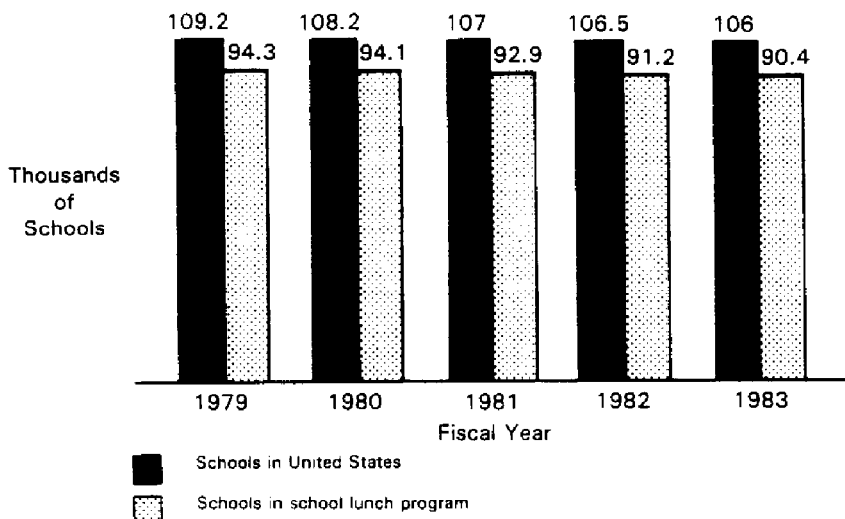 109.2 108.2 107 106.5 106
94.3 94.1 92.9 91.2 90.4
Thousands
of
Schools
1979 1980 1981 1982 1983
Fiscal Year
Schools in United States
Schools in school lunch program